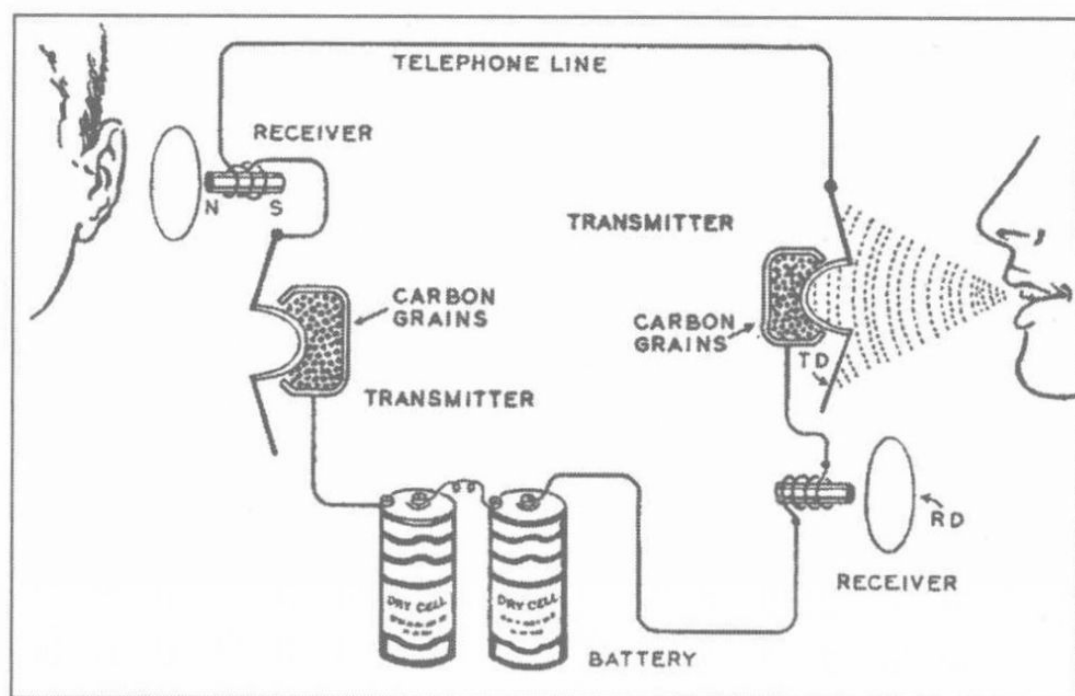 TELEPHONE LINE
RECEIVER
N S
TRANSMITTER
CARBON
GRAINS
CARBON
GRAINS
TD
TRANSMITTER
RD
RECEIVER
DRY CELL
DRY CELL
BATTERY